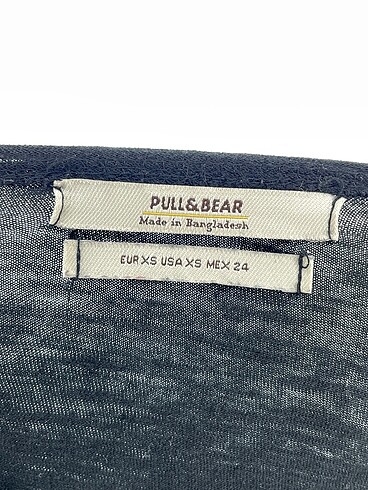 PULL&BEAR
Made in Bangladesh
EUR XS USA XS MEX 24